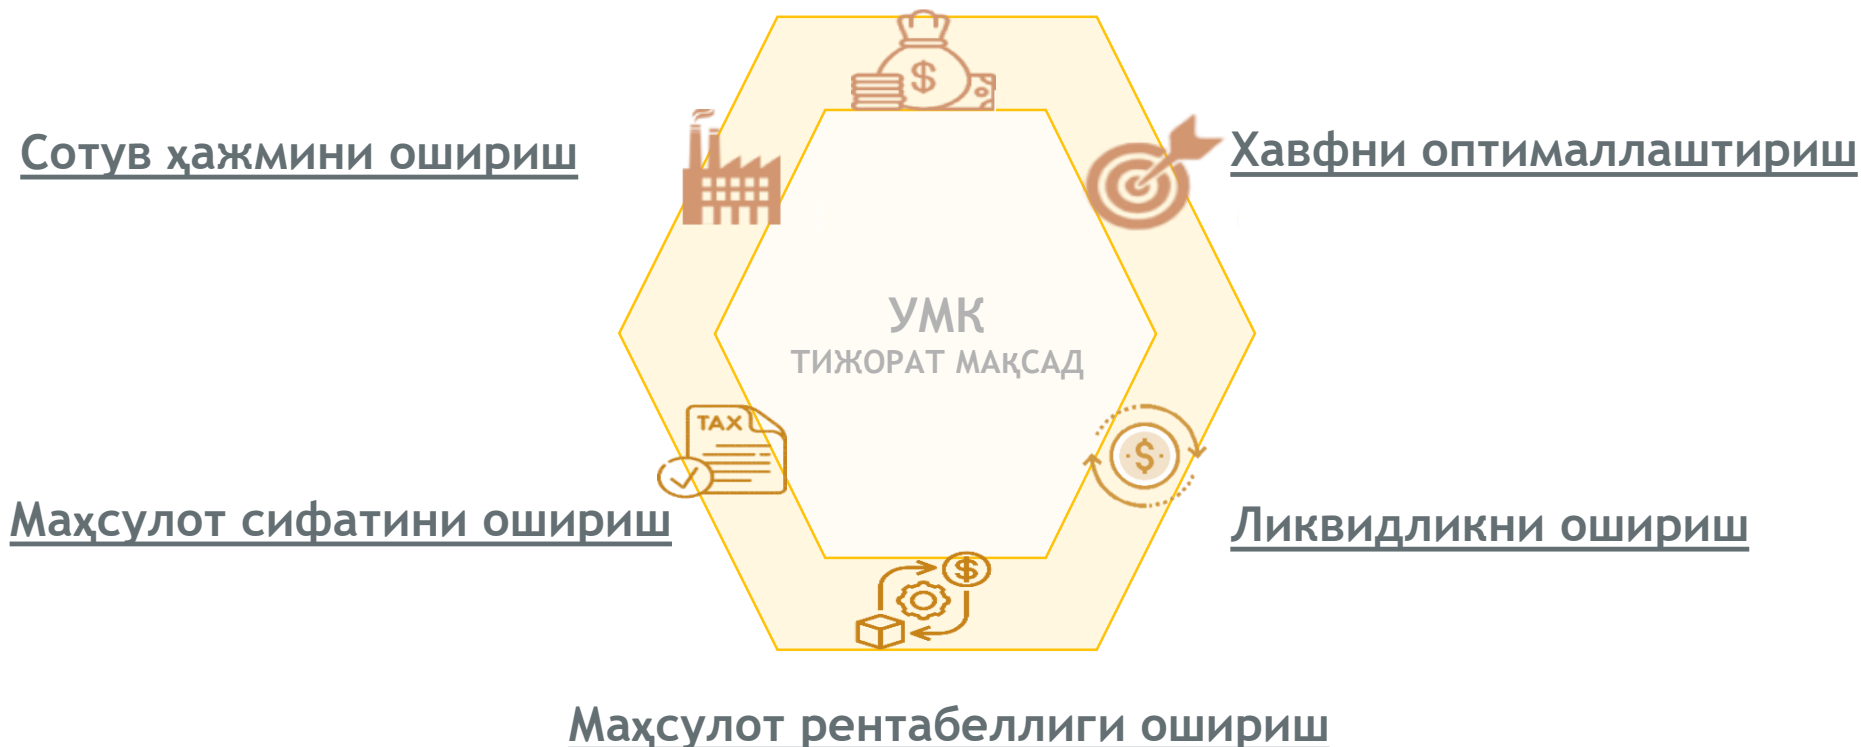 Сотув ҳажмини ошириш
Хавфни оптималлаштириш
УМК
ТИЖОРАТ МАҚСАД
TAX
Маҳсулот сифатини ошириш
Ликвидликни ошириш
Маҳсулот рентабеллиги ошириш